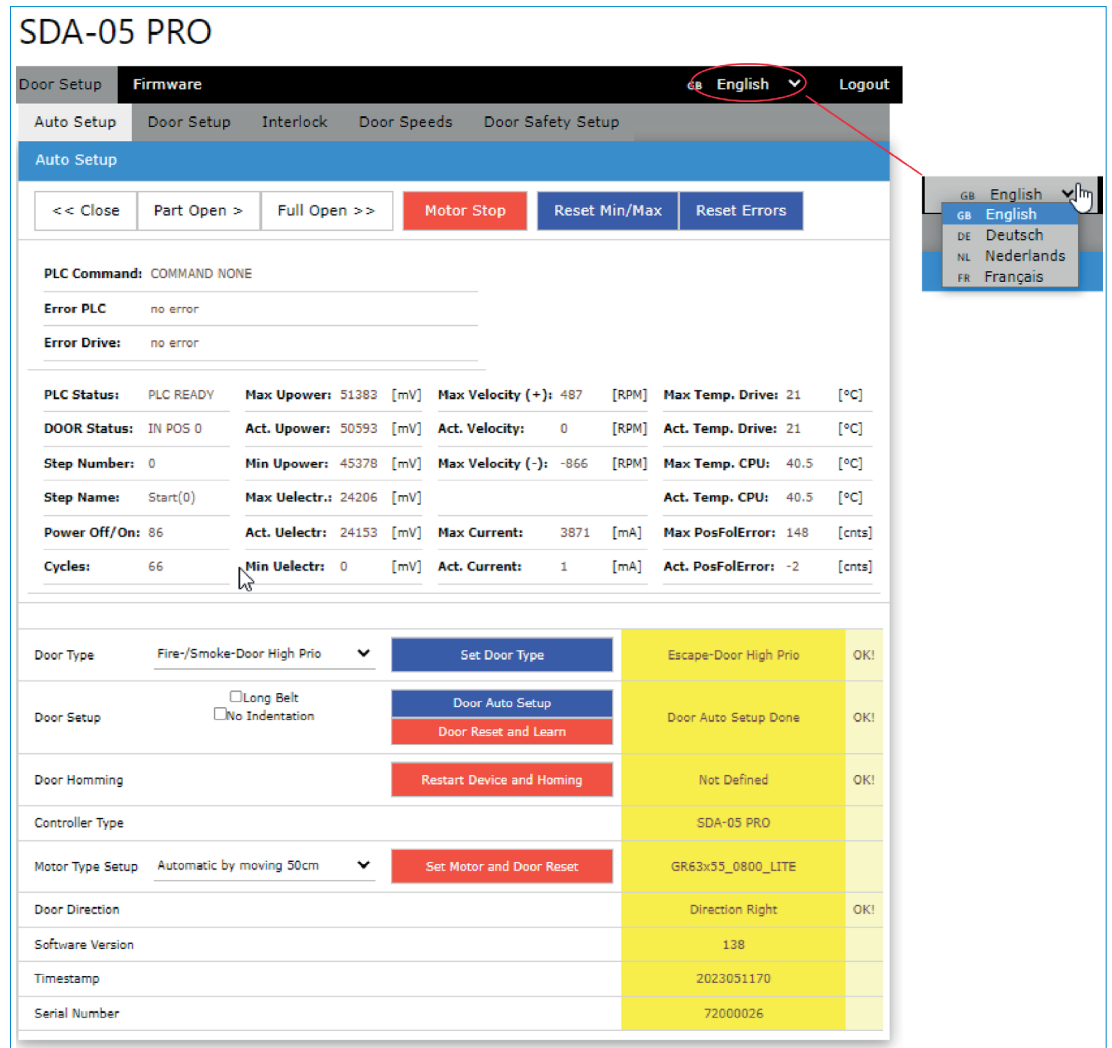 SDA-05 PRO
Door Setup Firmware GB English Logout
Auto Setup Door Setup Interlock Door Speeds Door Safety Setup
Auto Setup
<< Close Part Open > Full Open >> Motor Stop Reset Min/Max Reset Errors
GB English
GB English
DE Deutsch
NL Nederlands
FR Français
PLC Command: COMMAND NONE
Error PLC no error
Error Drive: no error
PLC Status: PLC READY Max Upower: 51383 [mV] Max Velocity (+): 487 [RPM] Max Temp. Drive: 21 [°C]
DOOR Status: IN POS 0 Act. Upower: 50593 [mV] Act. Velocity: 0 [RPM] Act. Temp. Drive: 21 [°C]
Step Number: 0 Min Upower: 45378 [mV] Max Velocity (-): -866 [RPM] Max Temp. CPU: 40.5 [°C]
Step Name: Start(0) Max Uelectr.: 24206 [mV] Act. Temp. CPU: 40.5 [°C]
Power Off/On: 86 Act. Uelectr: 24153 [mV] Max Current: 3871 [mA] Max PosFolError: 148 [cnts]
Cycles: 66 Min Uelectr: 0 [mV] Act. Current: 1 [mA] Act. PosFolError: -2 [cnts]
Door Type Fire-/Smoke-Door High Prio Set Door Type Escape-Door High Prio OK!
Door Setup Long Belt Door Auto Setup Door Auto Setup Done OK!
No Indentation Door Reset and Learn
Door Homming Restart Device and Homing Not Defined OK!
Controller Type SDA-05 PRO
Motor Type Setup Automatic by moving 50cm Set Motor and Door Reset GR63x55_0800_LITE
Door Direction Direction Right OK!
Software Version 138
Timestamp 2023051170
Serial Number 72000026